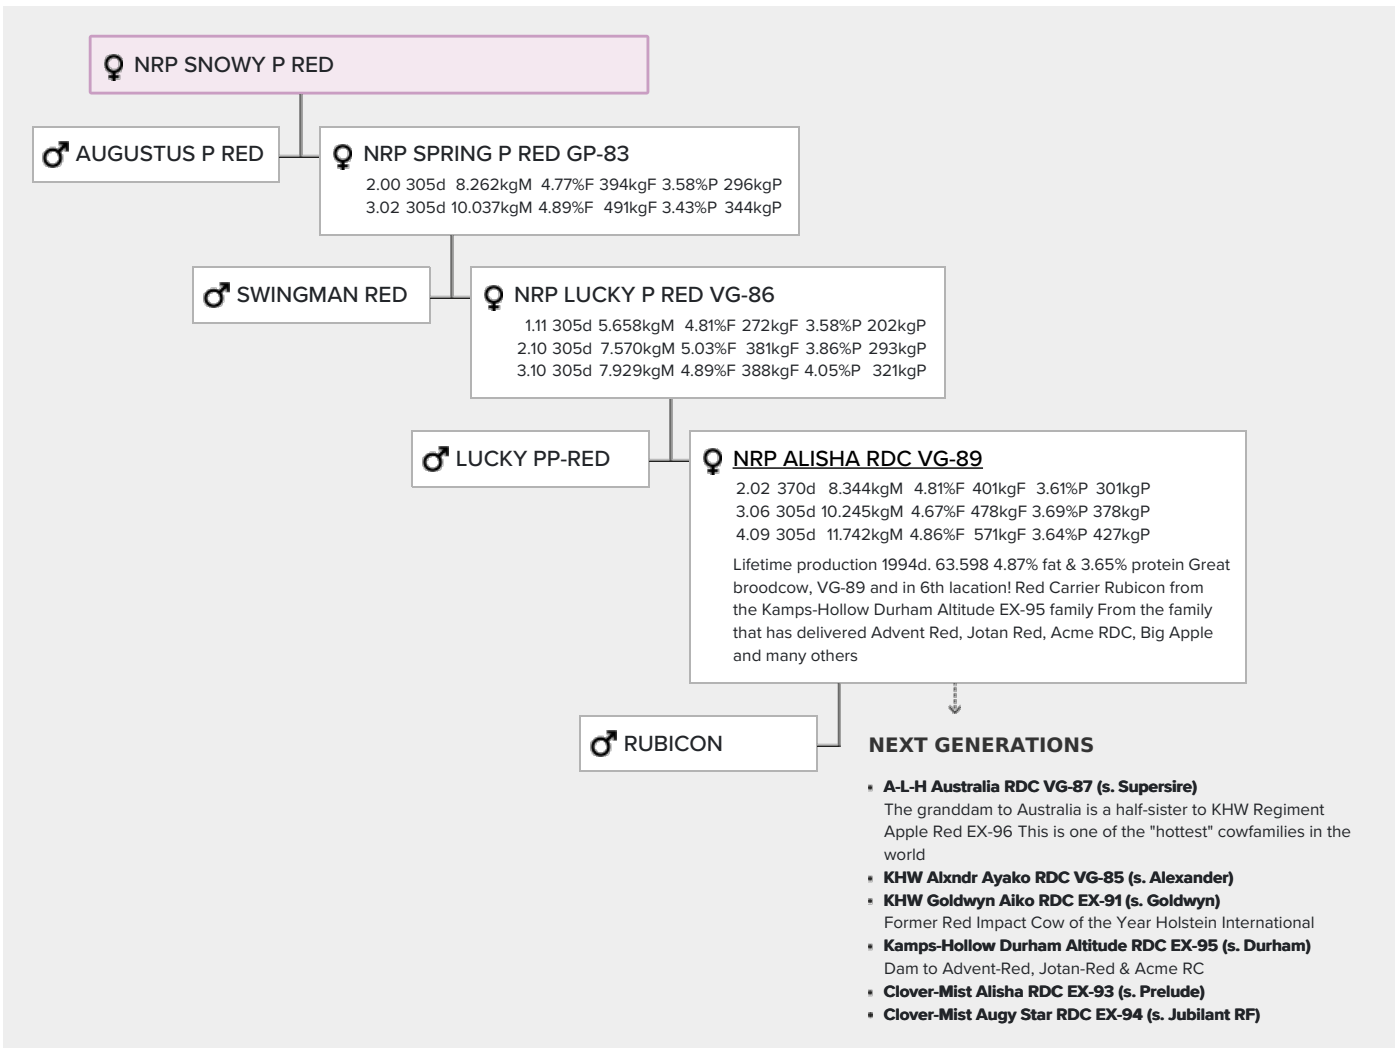 NRP SNOWY P RED
AUGUSTUS P RED
NRP SPRING P RED GP-83
2.00 305d 8.262kgM 4.77%F 394kgF 3.58%P 296kgP
3.02 305d 10.037kgM 4.89%F 491kgF 3.43%P 344kgP
SWINGMAN RED
NRP LUCKY P RED VG-86
1.11 305d 5.658kgM 4.81%F 272kgF 3.58%P 202kgP
2.10 305d 7.570kgM 5.03%F 381kgF 3.86%P 293kgP
3.10 305d 7.929kgM 4.89%F 388kgF 4.05%P 321kgP
LUCKY PP-RED
NRP ALISHA RDC VG-89
2.02 370d 8.344kgM 4.81%F 401kgF 3.61%P 301kgP
3.06 305d 10.245kgM 4.67%F 478kgF 3.69%P 378kgP
4.09 305d 11.742kgM 4.86%F 571kgF 3.64%P 427kgP
Lifetime production 1994d. 63.598 4.87% fat & 3.65% protein Great
broodcow, VG-89 and in 6th lacation! Red Carrier Rubicon from
the Kamps-Hollow Durham Altitude EX-95 family From the family
that has delivered Advent Red, Jotan Red, Acme RDC, Big Apple
and many others
RUBICON
NEXT GENERATIONS
A-L-H Australia RDC VG-87 (s. Supersire)
The granddam to Australia is a half-sister to KHW Regiment
Apple Red EX-96 This is one of the "hottest" cowfamilies in the
world
KHW Alxndr Ayako RDC VG-85 (s. Alexander)
KHW Goldwyn Aiko RDC EX-91 (s. Goldwyn)
Former Red Impact Cow of the Year Holstein International
Kamps-Hollow Durham Altitude RDC EX-95 (s. Durham)
Dam to Advent-Red, Jotan-Red & Acme RC
Clover-Mist Alisha RDC EX-93 (s. Prelude)
Clover-Mist Augy Star RDC EX-94 (s. Jubilant RF)